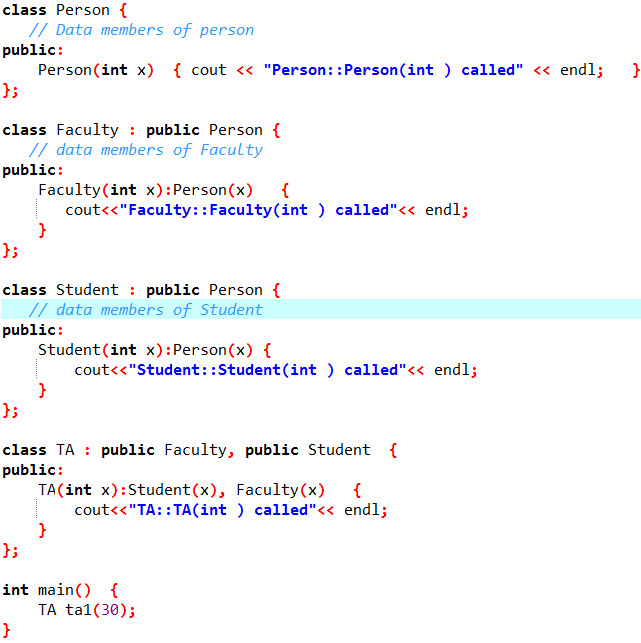 class Person {
   // Data members of person
public:
    Person(int x)  { cout << "Person::Person(int ) called" << endl;   }
};

class Faculty : public Person {
   // data members of Faculty
public:
    Faculty(int x):Person(x)   {
       cout<<"Faculty::Faculty(int ) called"<< endl;
    }
};

class Student : public Person {
   // data members of Student
public:
    Student(int x):Person(x) {
        cout<<"Student::Student(int ) called"<< endl;
    }
};

class TA : public Faculty, public Student  {
public:
    TA(int x):Student(x), Faculty(x)   {
        cout<<"TA::TA(int ) called"<< endl;
    }
};

int main()  {
    TA ta1(30);
}